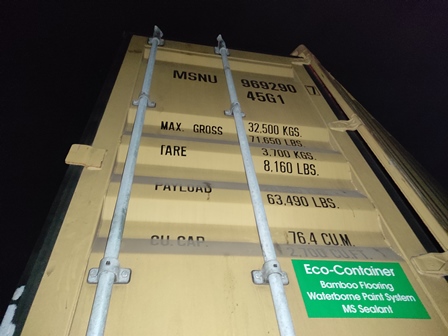 MSNU 969290 7
45G1
MAX. GROSS 32.500 KGS.
71.650 LBS.
TARE 3.700 KGS.
8.160 LBS.
PAYLOAD
63.490 LBS.
CU. CAP. 76.4 CU.M.
Eco-Container
Bamboo Flooring
Waterborne Paint System
MS Sealant